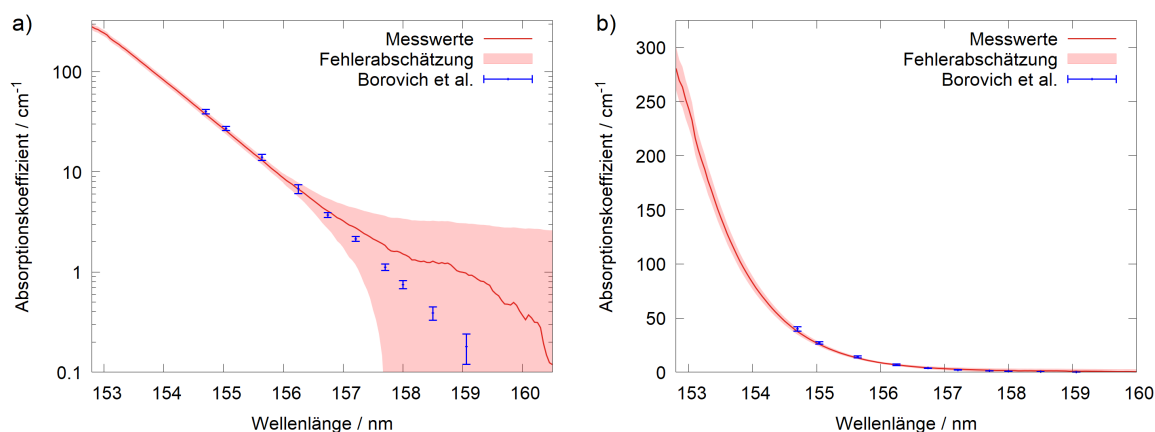 a)
Messwerte
Fehlerabschätzung
Borovich et al.
Absorptionskoeffizient / cm-1
100
10
1
0.1
153 154 155 156 157 158 159 160
Wellenlänge / nm
b)
Messwerte
Fehlerabschätzung
Borovich et al.
Absorptionskoeffizient / cm-1
300
250
200
150
100
50
0
153 154 155 156 157 158 159 160
Wellenlänge / nm